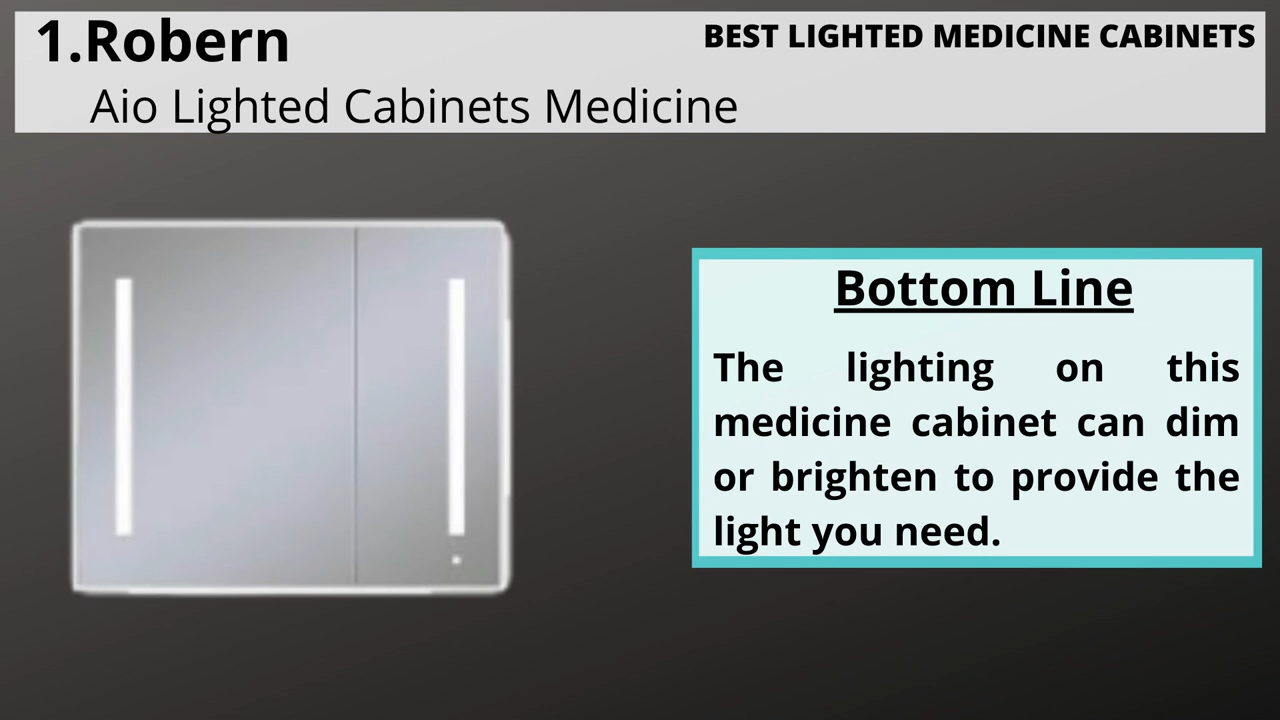 1.Robern
BEST LIGHTED MEDICINE CABINETS
Aio Lighted Cabinets Medicine
Bottom Line
The lighting on this
medicine cabinet can dim
or brighten to provide the
light you need.